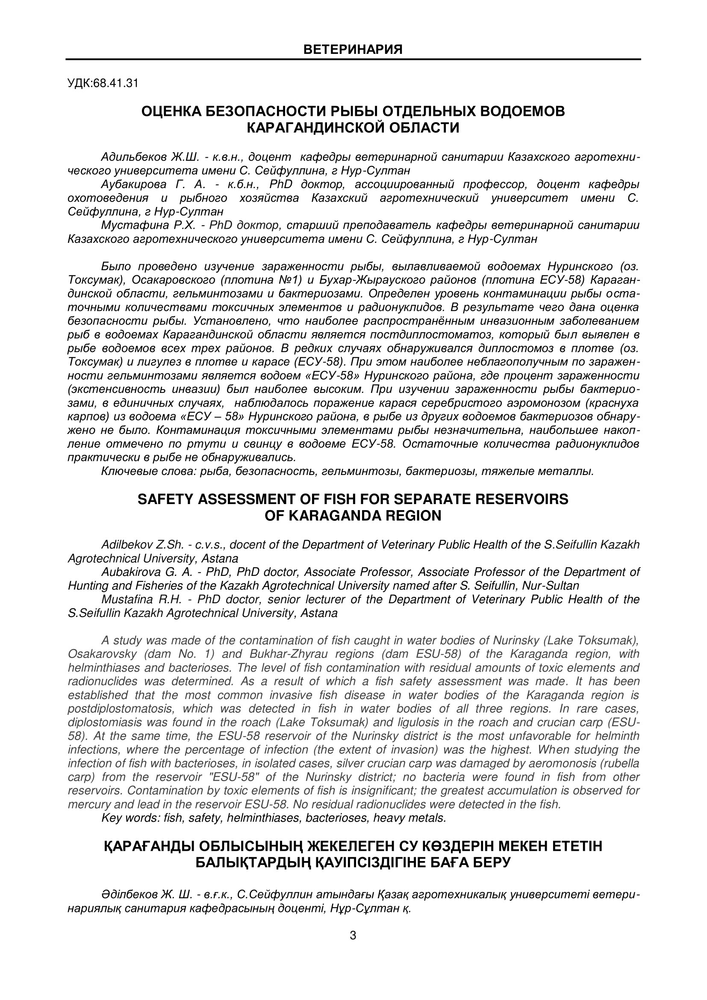 ВЕТЕРИНАРИЯ
УДК:68.41.31
ОЦЕНКА БЕЗОПАСНОСТИ РЫБЫ ОТДЕЛЬНЫХ ВОДОЕМОВ
КАРАГАНДИНСКОЙ ОБЛАСТИ
Адильбеков Ж.Ш. - к.в.н., доцент кафедры ветеринарной санитарии Казахского агротехни-
ческого университета имени С. Сейфуллина, г Нур-Султан
Аубакирова Г. А. - к.б.н., PhD доктор, ассоциированный профессор, доцент кафедры
охотоведения и рыбного хозяйства Казахский агротехнический университет имени С.
Сейфуллина, г Нур-Султан
Мустафина Р.Х. - PhD доктор, старший преподаватель кафедры ветеринарной санитарии
Казахского агротехнического университета имени С. Сейфуллина, г Нур-Султан
Было проведено изучение зараженности рыбы, вылавливаемой водоемах Нуринского (оз.
Токсумак), Осакаровского (плотина №1) и Бухар-Жырауского районов (плотина ЕСУ-58) Караган-
динской области, гельминтозами и бактериозами. Определен уровень контаминации рыбы оста-
точными количествами токсичных элементов и радионуклидов. В результате чего дана оценка
безопасности рыбы. Установлено, что наиболее распространённым инвазионным заболеванием
рыб в водоемах Карагандинской области является постдиплостоматоз, который был выявлен в
рыбе водоемов всех трех районов. В редких случаях обнаруживался диплостомоз в плотве (оз.
Токсумак) и лигулез в плотве и карасе (ЕСУ-58). При этом наиболее неблагополучным по заражен-
ности гельминтозами является водоем «ЕСУ-58» Нуринского района, где процент зараженности
(экстенсивность инвазии) был наиболее высоким. При изучении зараженности рыбы бактерио-
зами, в единичных случаях, наблюдалось поражение карася серебристого аэромонозом (краснуха
карпов) из водоема «ЕСУ – 58» Нуринского района, в рыбе из других водоемов бактериозов обнару-
жено не было. Контаминация токсичными элементами рыбы незначительна, наибольшее накоп-
ление отмечено по ртути и свинцу в водоеме ЕСУ-58. Остаточные количества радионуклидов
практически в рыбе не обнаруживались.
Ключевые слова: рыба, безопасность, гельминтозы, бактериозы, тяжелые металлы.
SAFETY ASSESSMENT OF FISH FOR SEPARATE RESERVOIRS
OF KARAGANDA REGION
Adilbekov Z.Sh. - c.v.s., docent of the Department of Veterinary Public Health of the S.Seifullin Kazakh
Agrotechnical University, Astana
Aubakirova G. A. - PhD, PhD doctor, Associate Professor, Associate Professor of the Department of
Hunting and Fisheries of the Kazakh Agrotechnical University named after S. Seifullin, Nur-Sultan
Mustafina R.H. - PhD doctor, senior lecturer of the Department of Veterinary Public Health of the
S.Seifullin Kazakh Agrotechnical University, Astana
A study was made of the contamination of fish caught in water bodies of Nurinsky (Lake Toksumak),
Osakarovsky (dam No. 1) and Bukhar-Zhyrau regions (dam ESU-58) of the Karaganda region, with
helminthiases and bacterioses. The level of fish contamination with residual amounts of toxic elements and
radionuclides was determined. As a result of which a fish safety assessment was made. It has been
established that the most common invasive fish disease in water bodies of the Karaganda region is
postdiplostomatosis, which was detected in fish in water bodies of all three regions. In rare cases,
diplostomiasis was found in the roach (Lake Toksumak) and ligulosis in the roach and crucian carp (ESU-
58). At the same time, the ESU-58 reservoir of the Nurinsky district is the most unfavorable for helminth
infections, where the percentage of infection (the extent of invasion) was the highest. When studying the
infection of fish with bacterioses, in isolated cases, silver crucian carp was damaged by aeromonosis (rubella
carp) from the reservoir "ESU-58" of the Nurinsky district; no bacteria were found in fish from other
reservoirs. Contamination by toxic elements of fish is insignificant; the greatest accumulation is observed for
mercury and lead in the reservoir ESU-58. No residual radionuclides were detected in the fish.
Key words: fish, safety, helminthiases, bacterioses, heavy metals.
ҚАРАҒАНДЫ ОБЛЫСЫНЫҢ ЖЕКЕЛЕГЕН СУ КӨЗДЕРІН МЕКЕН ЕТЕТІН
БАЛЫҚТАРДЫҢ ҚАУІПСІЗДІГІНЕ БАҒА БЕРУ
Әділбеков Ж. Ш. - в.ғ.к., С.Сейфуллин атындағы Қазақ агротехникалық университеті ветери-
нариялық санитария кафедрасының доценті, Нұр-Сұлтан қ.
3